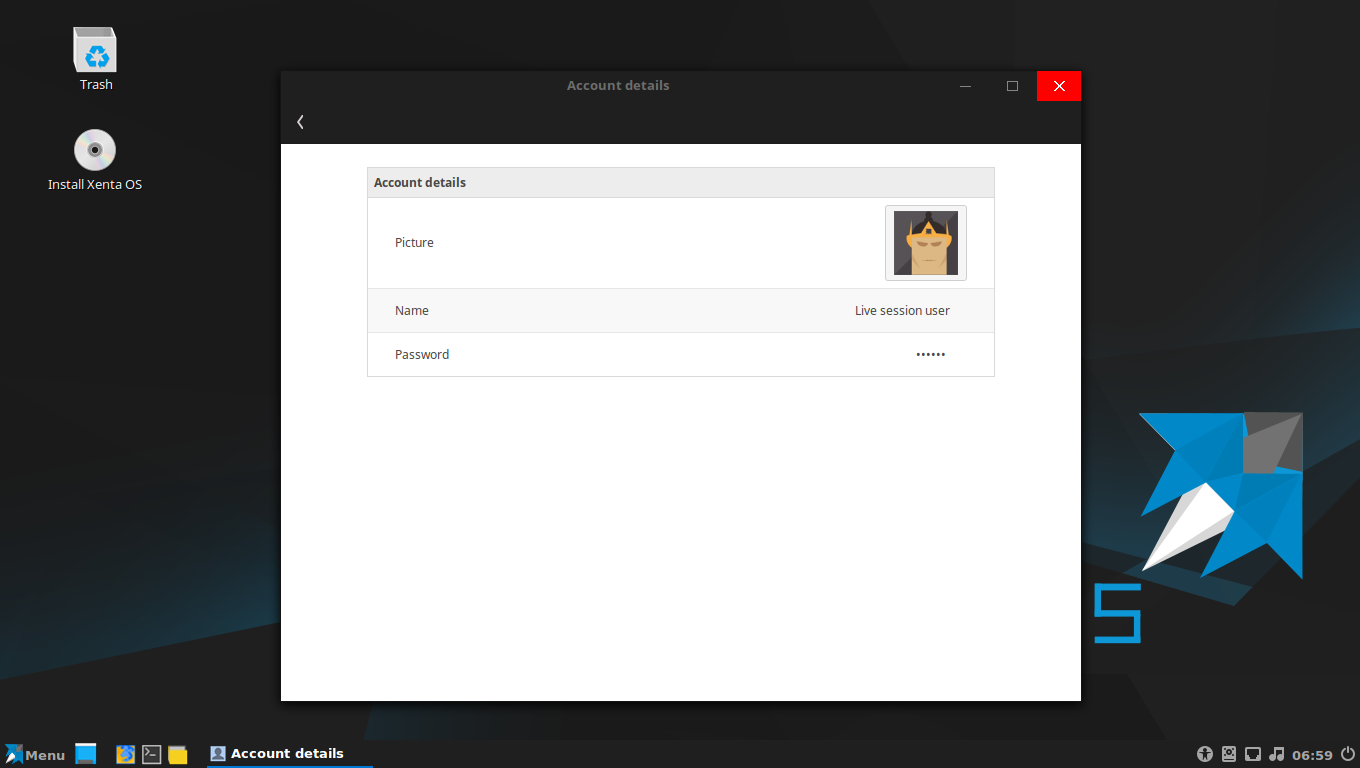 Trash
Install Xenta OS
Account details
Account details
Picture
Name Live session user
Password ••••••
S
Menu
Account details
06:59